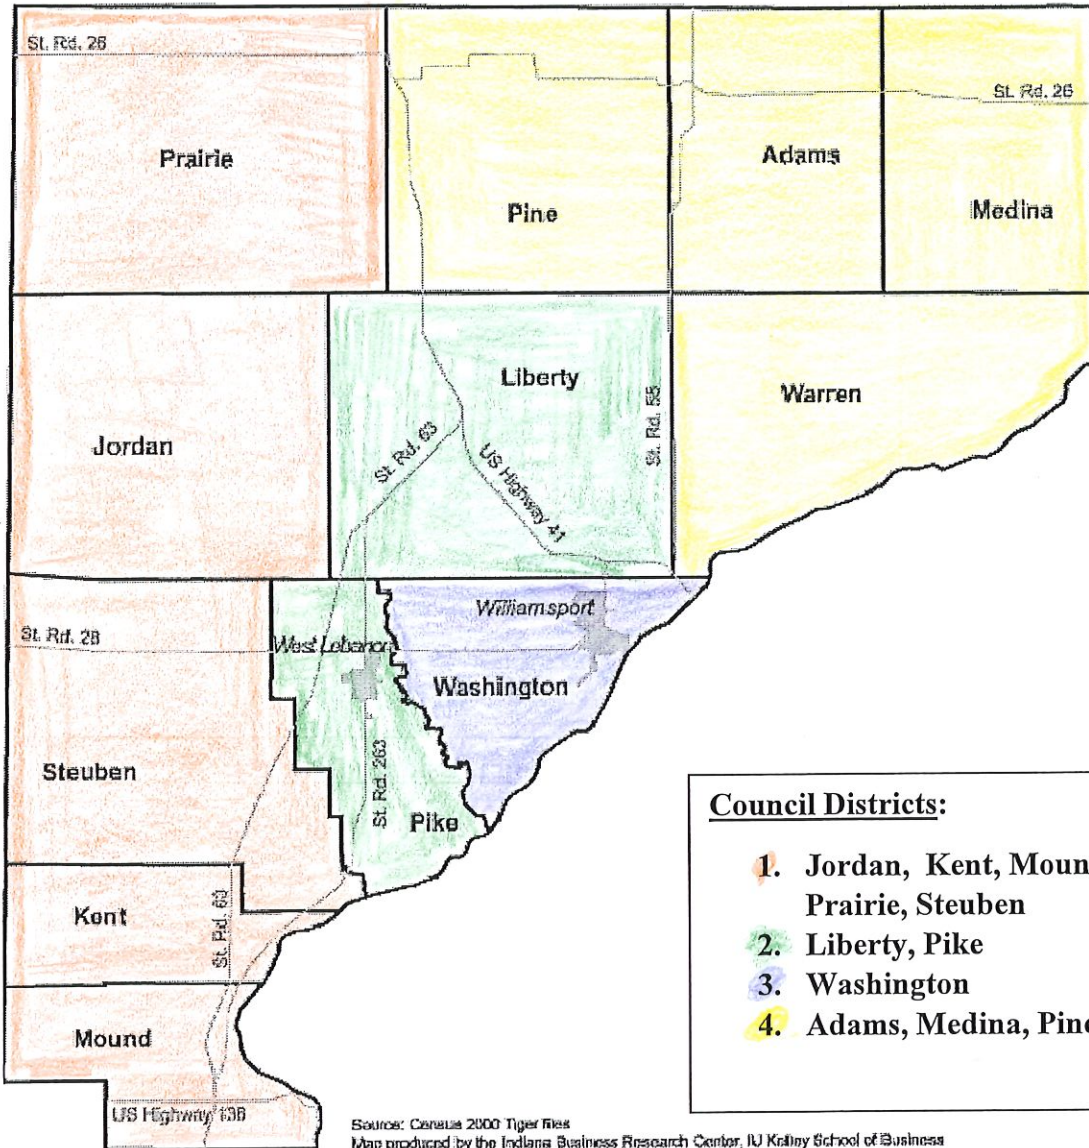 St. Rd. 26
St. Rd. 26
Prairie
Pine
Adams
Medina
Jordan
Liberty
Warren
St. Rd. 63
US Highway 41
St. Rd. 55
St. Rd. 28
West Lebanon
Williamsport
Washington
Steuben
St. Rd. 263
Pike
Kent
St. Rd. 63
Mound
US Highway 136
Council Districts:
1. Jordan, Kent, Moun
Prairie, Steuben
2. Liberty, Pike
3. Washington
4. Adams, Medina, Pine
Source: Census 2000 Tiger files
Map produced by the Indiana Business Research Center, IU Kelley School of Business